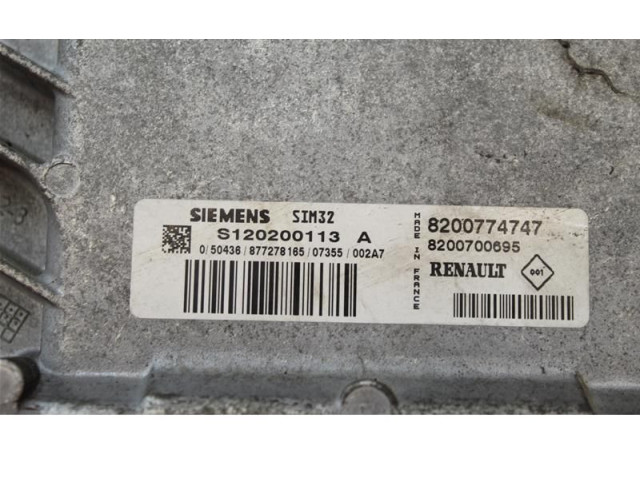 SIEMENS SIM32
S120200113 A
0/50436/877278165/07355/002A7
MADE IN FRANCE
8200774747
8200700695
RENAULT 001